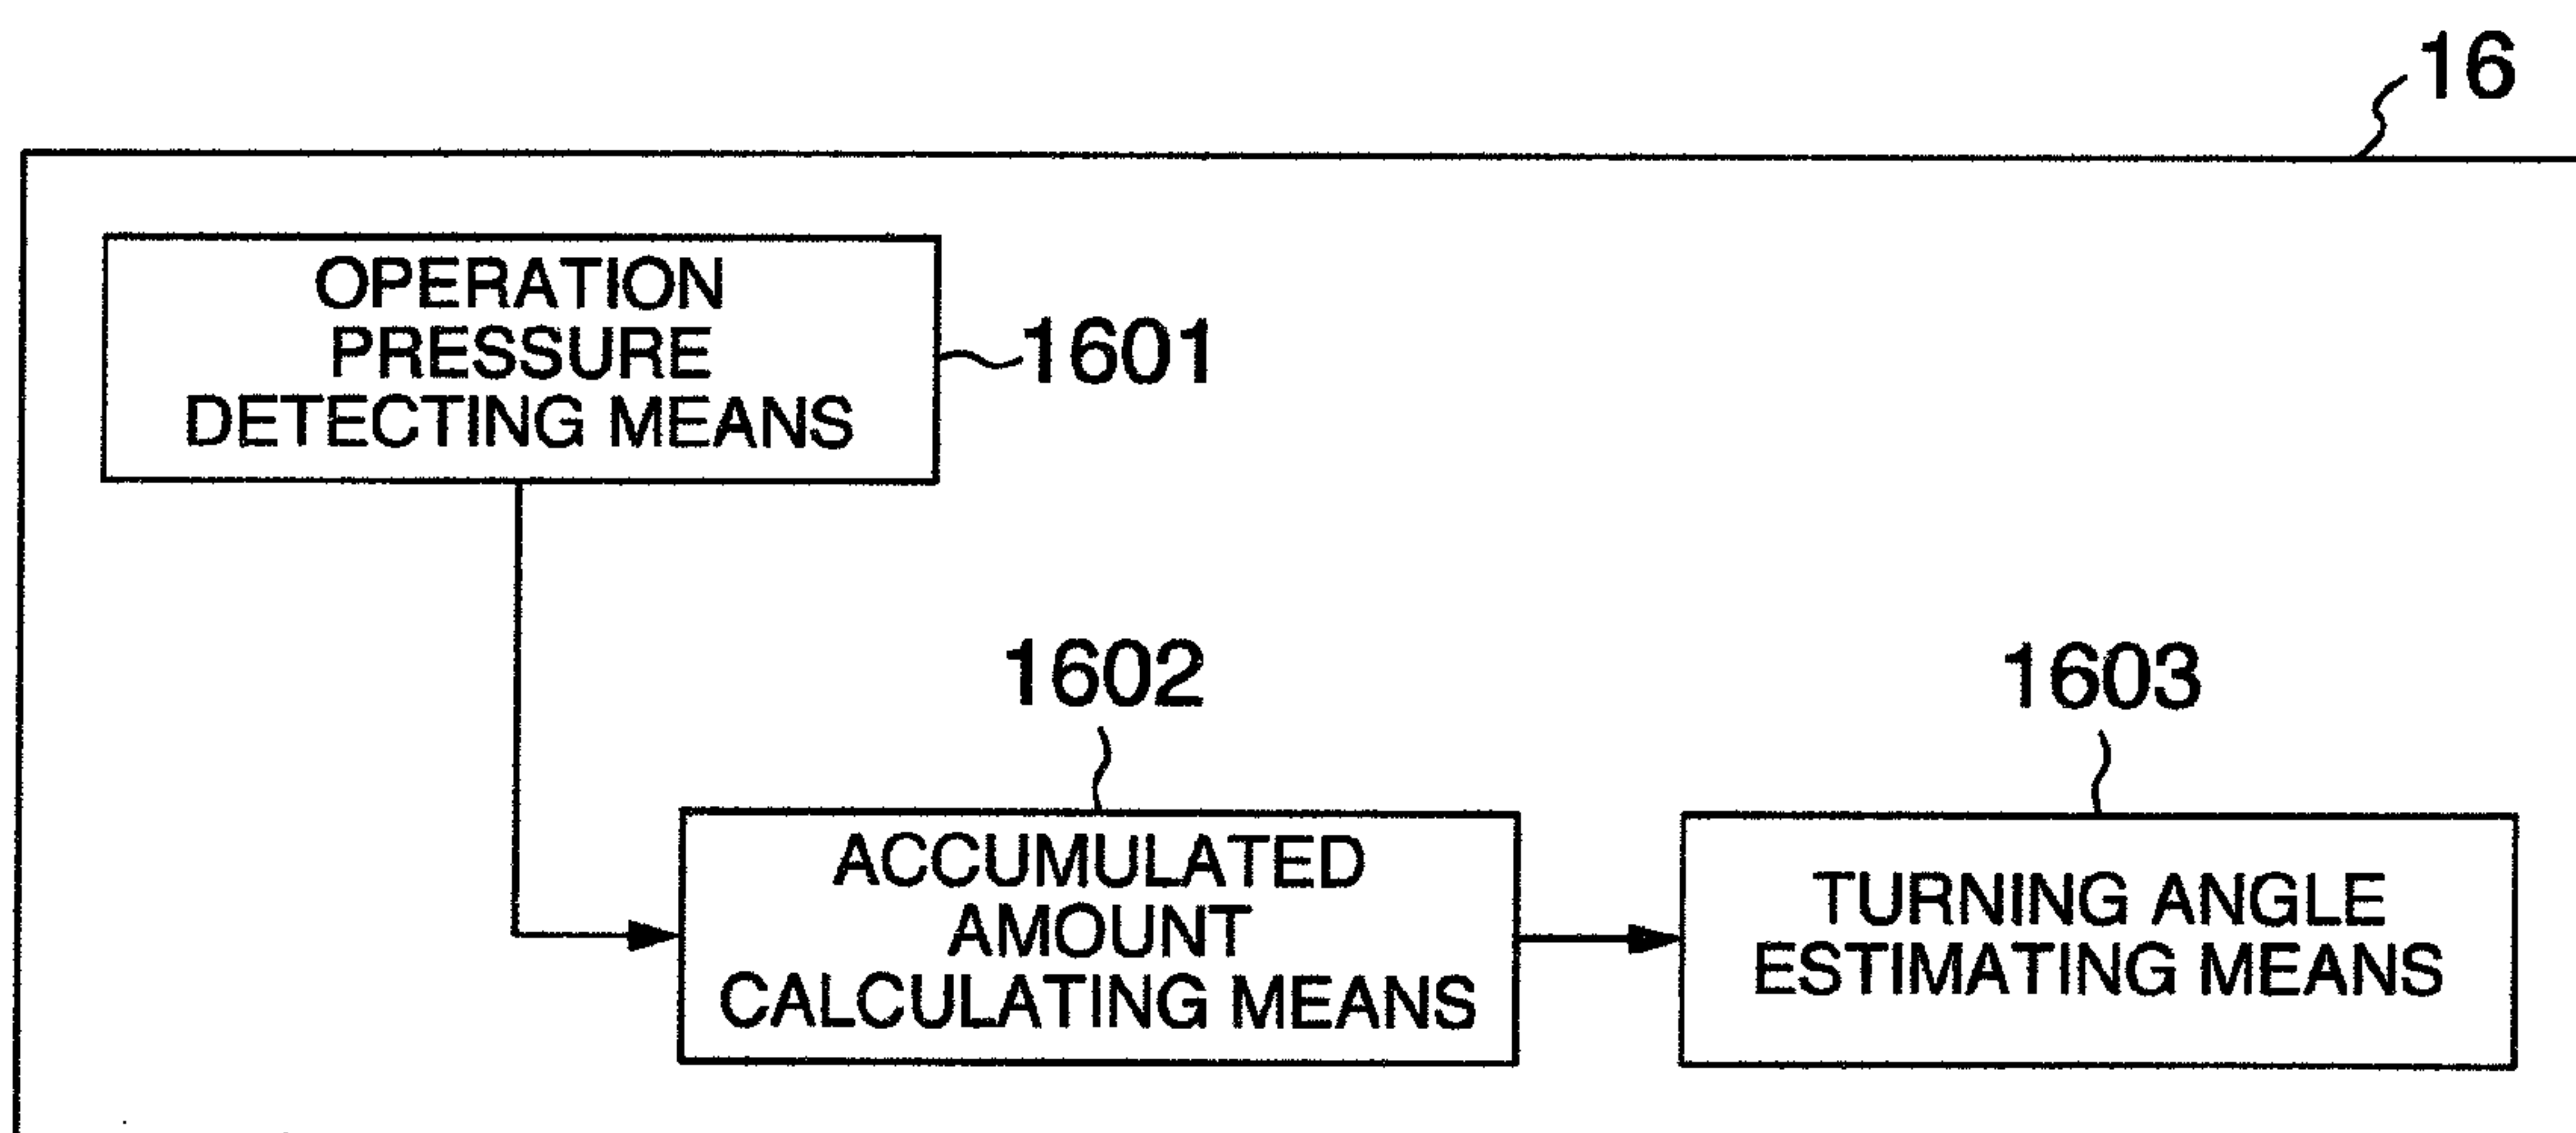 16
OPERATION
PRESSURE
DETECTING MEANS
1601
1602
1603
ACCUMULATED
AMOUNT
CALCULATING MEANS
TURNING ANGLE
ESTIMATING MEANS